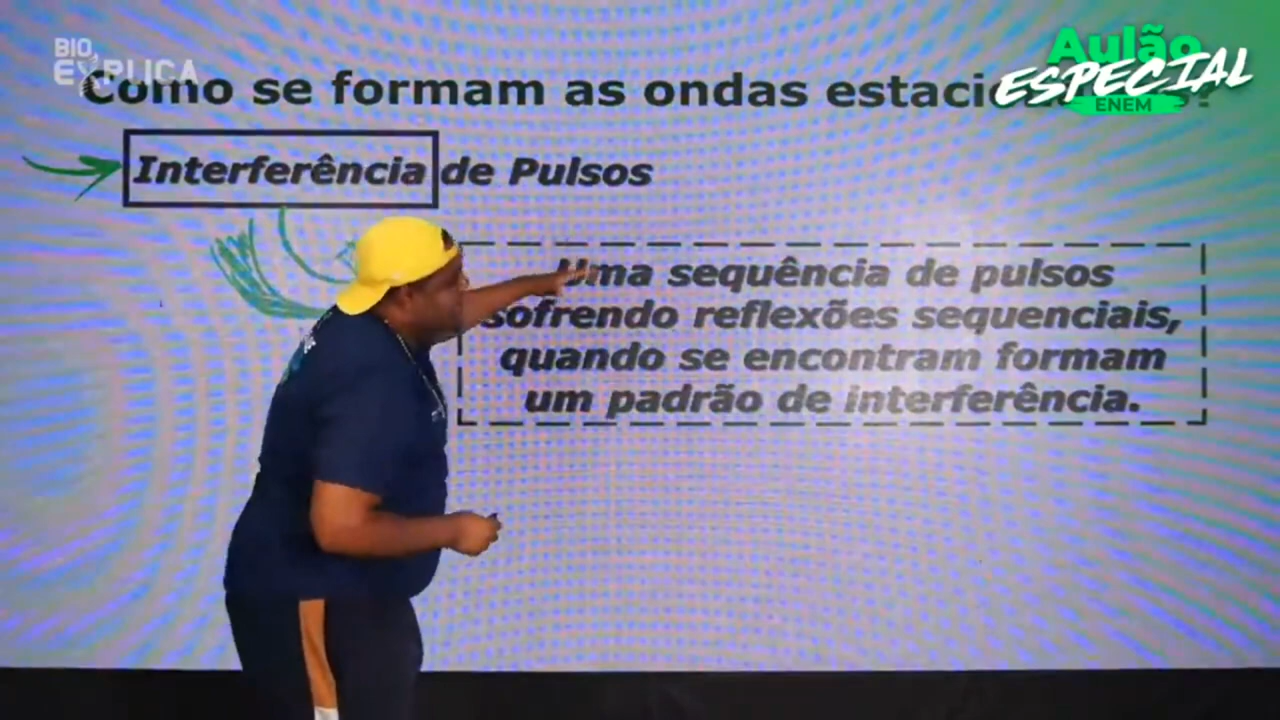 BIO
EXPLICA
Aulão
ESPECIAL
ENEM
Como se formam as ondas
Interferência de Pulsos
Uma sequência de pulsos
sofrendo reflexões sequenciais,
quando se encontram formam
um padrão de interferência.